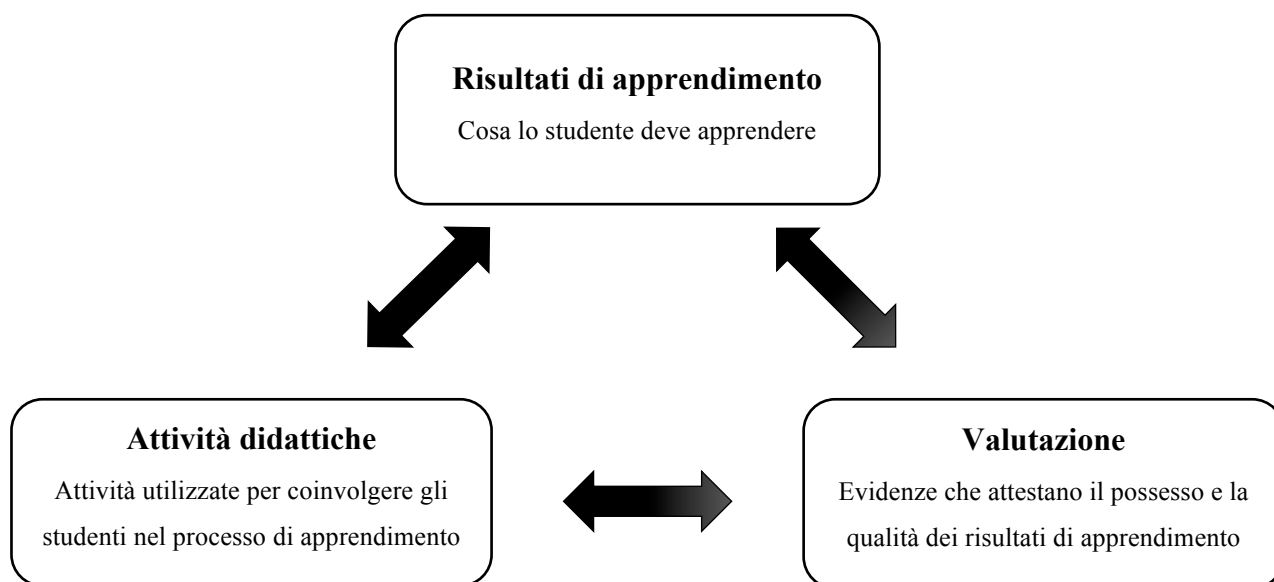 Risultati di apprendimento
Cosa lo studente deve apprendere
Attività didattiche
Attività utilizzate per coinvolgere gli
studenti nel processo di apprendimento
Valutazione
Evidenze che attestano il possesso e la
qualità dei risultati di apprendimento